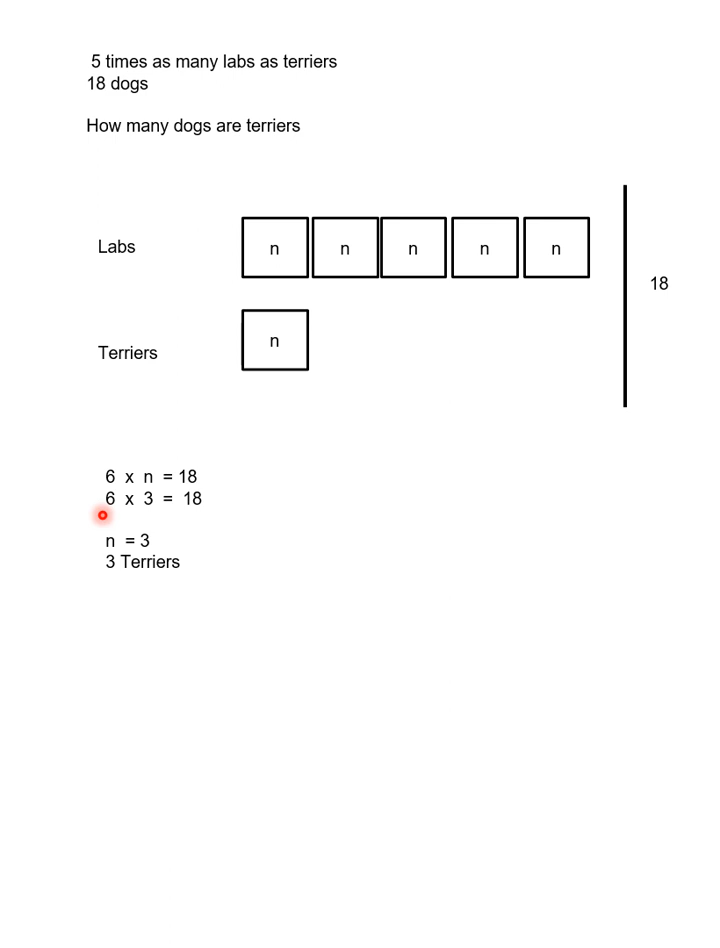 5 times as many labs as terriers
18 dogs
How many dogs are terriers
Labs n n n n n
18
Terriers n
6 x n = 18
6 x 3 = 18
n = 3
3 Terriers